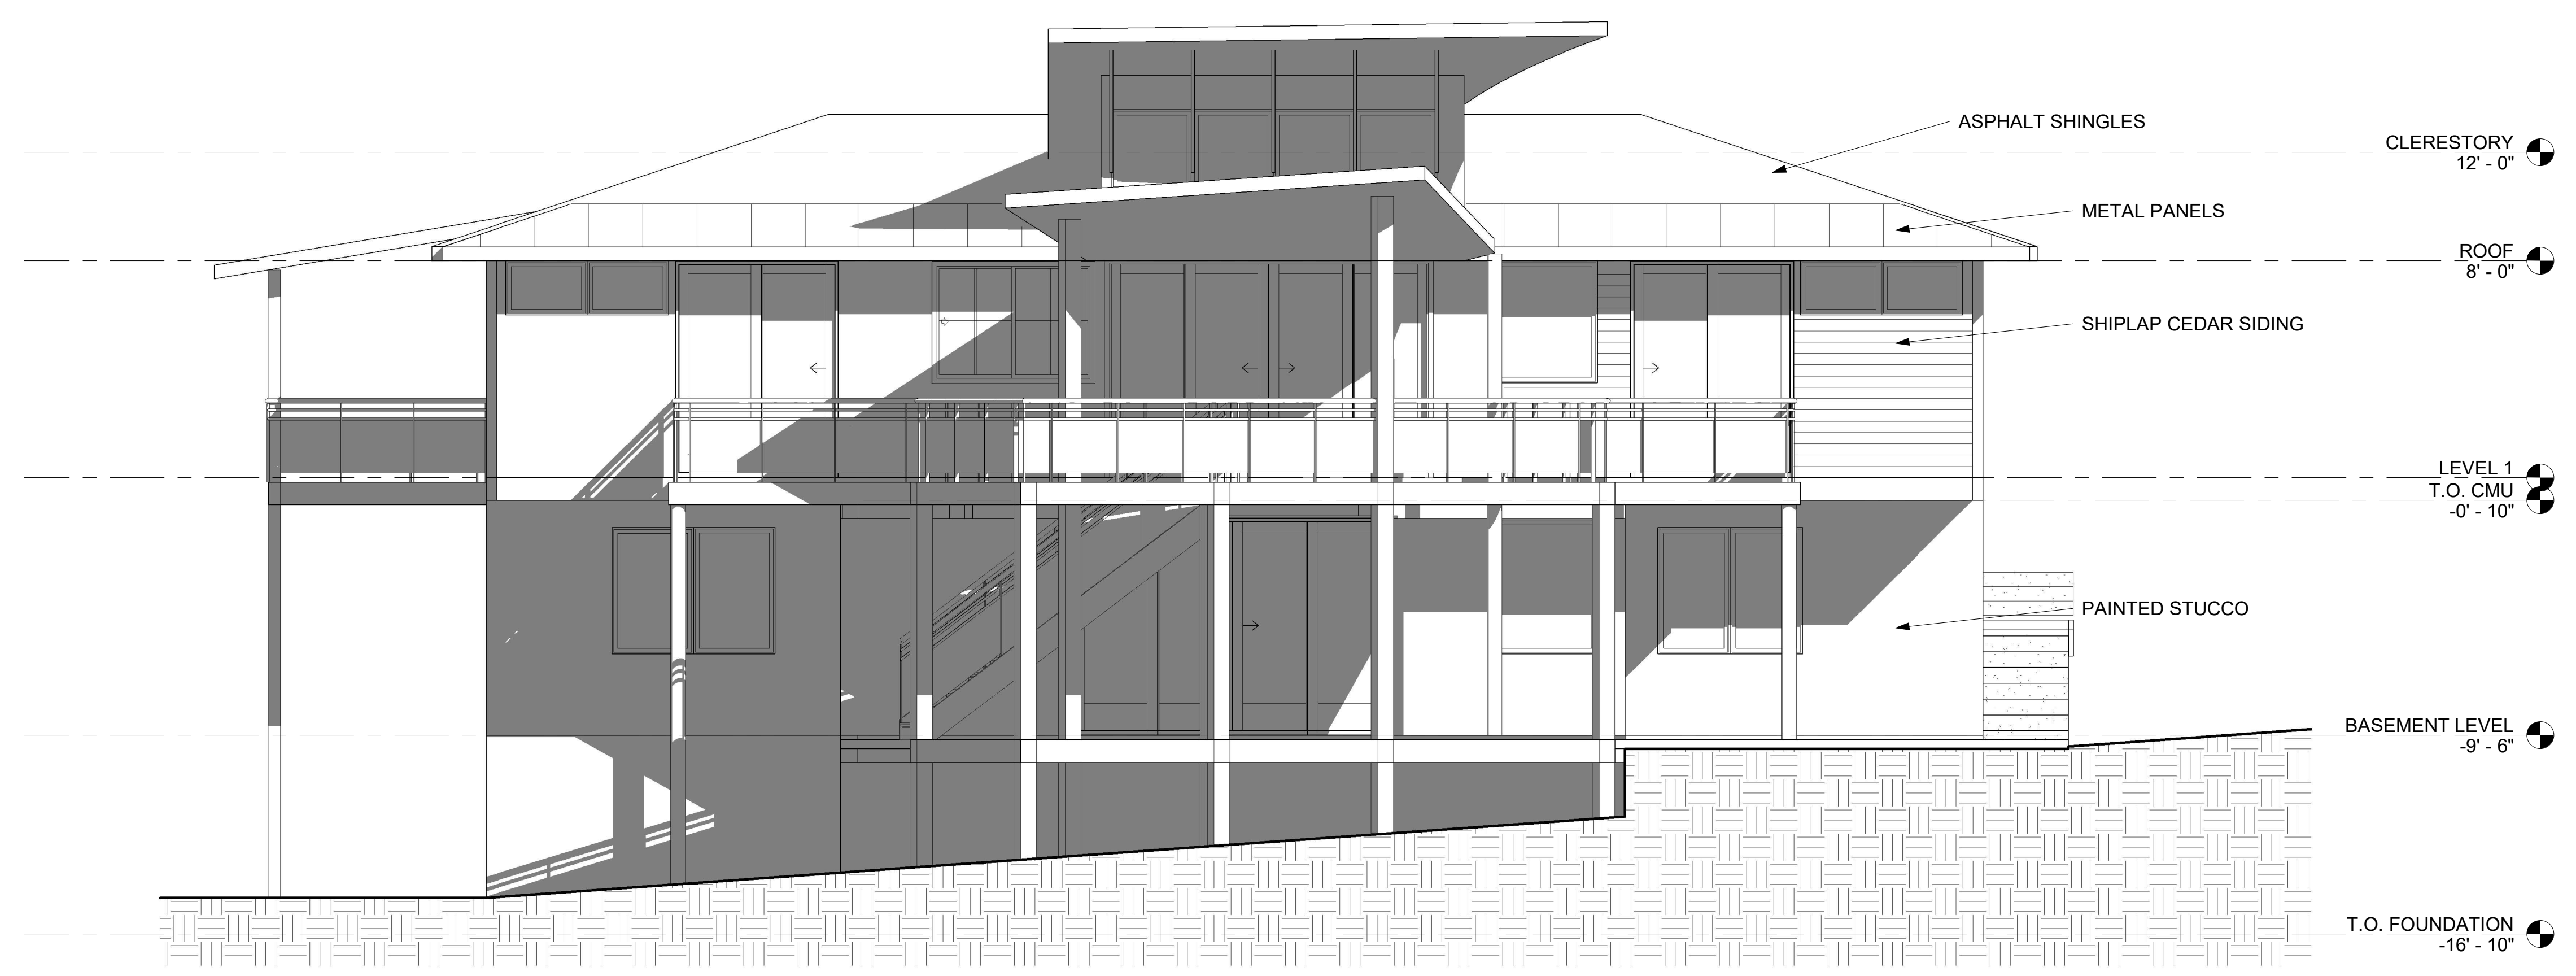 ASPHALT SHINGLES
CLERESTORY
12' - 0"
METAL PANELS
ROOF
8' - 0"
SHIPLAP CEDAR SIDING
LEVEL 1
T.O. CMU
-0' - 10"
PAINTED STUCCO
BASEMENT LEVEL
-9' - 6"
T.O. FOUNDATION
-16' - 10"